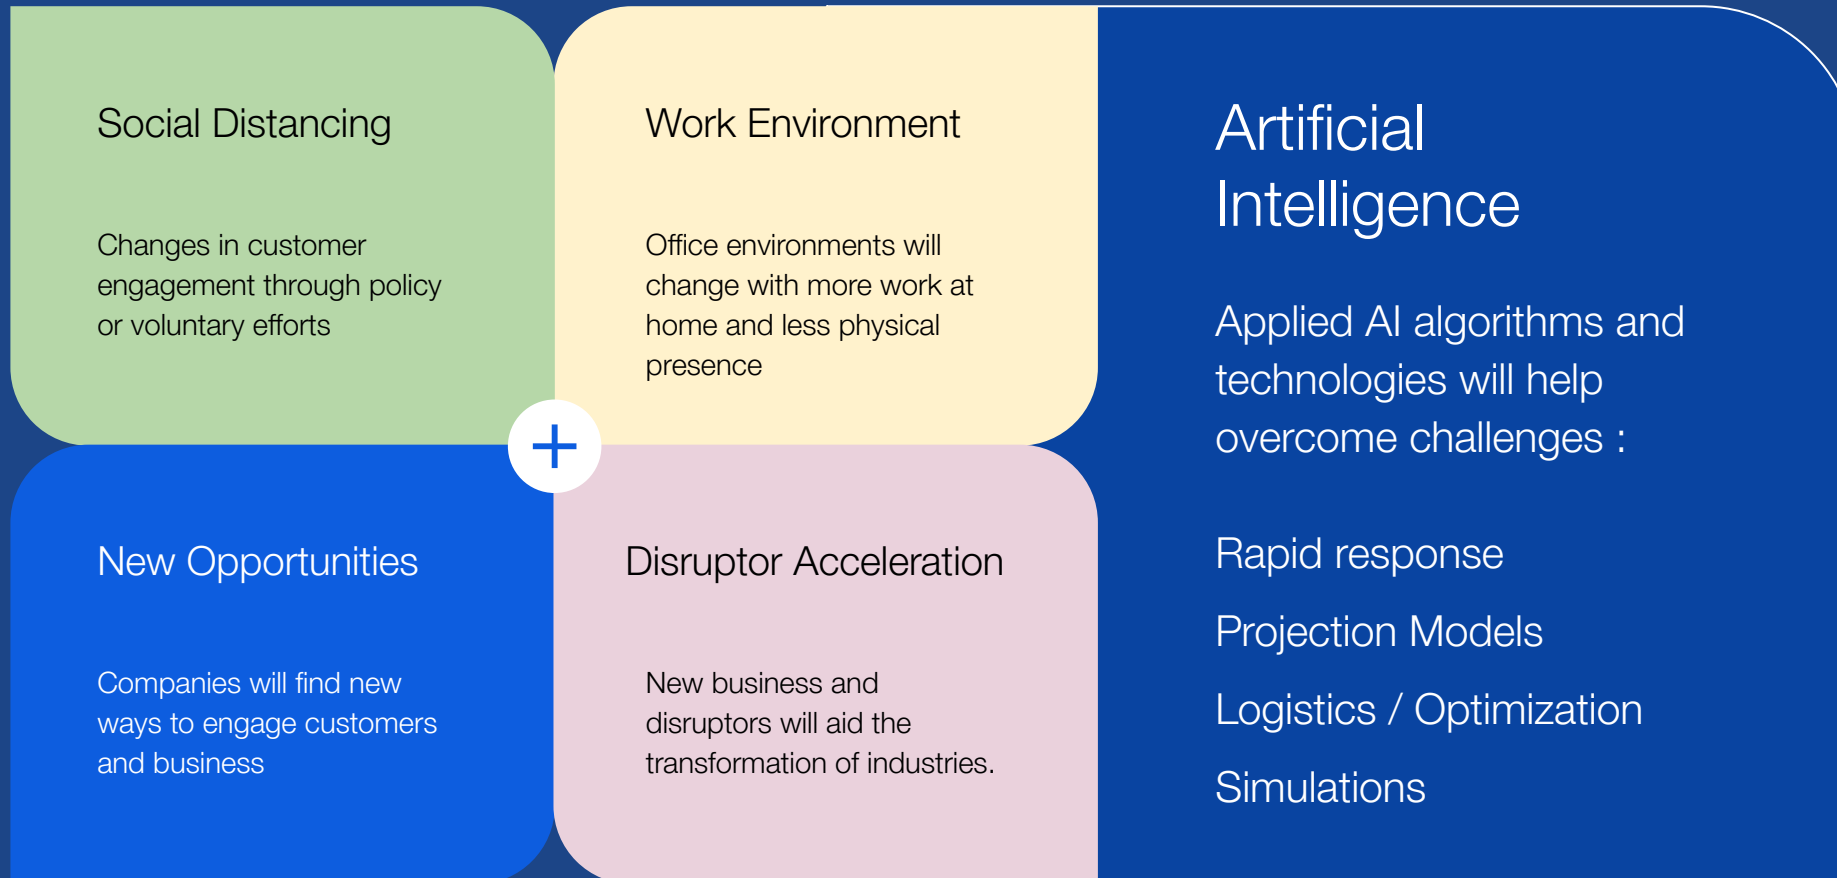 Social Distancing
Changes in customer
engagement through policy
or voluntary efforts
Work Environment
Office environments will
change with more work at
home and less physical
presence
+
New Opportunities
Companies will find new
ways to engage customers
and business
Disruptor Acceleration
New business and
disruptors will aid the
transformation of industries.
Artificial
Intelligence
Applied AI algorithms and
technologies will help
overcome challenges :
Rapid response
Projection Models
Logistics / Optimization
Simulations